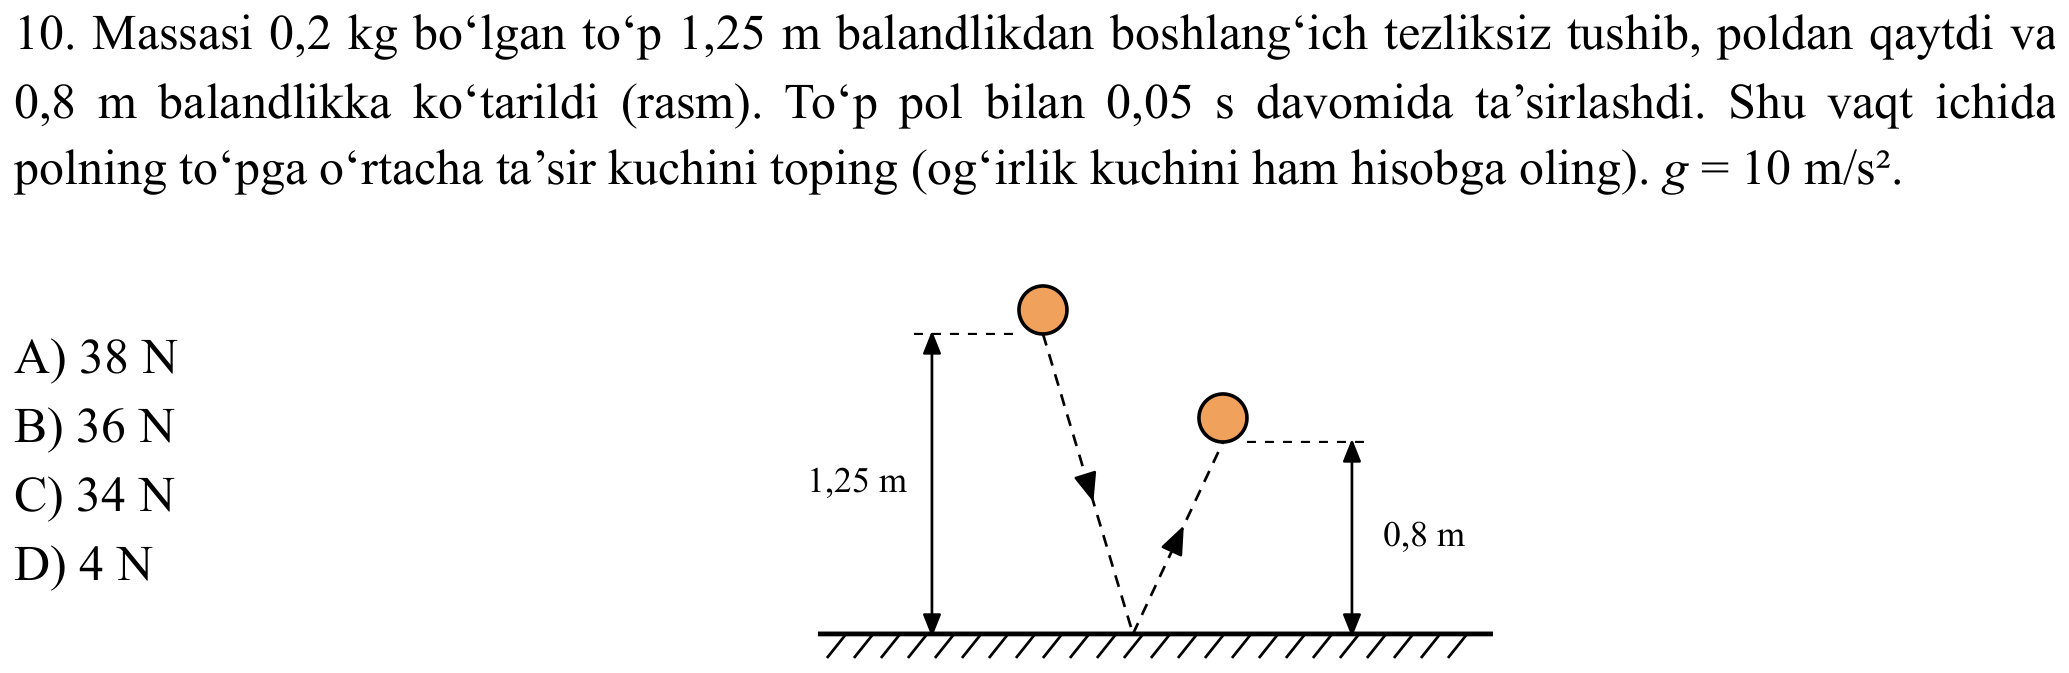 10. Massasi 0,2 kg bo‘lgan to‘p 1,25 m balandlikdan boshlang‘ich tezliksiz tushib, poldan qaytdi va
0,8 m balandlikka ko‘tarildi (rasm). To‘p pol bilan 0,05 s davomida ta’sirlashdi. Shu vaqt ichida
polning to‘pga o‘rtacha ta’sir kuchini toping (og‘irlik kuchini ham hisobga oling). g = 10 m/s².
A) 38 N
B) 36 N
C) 34 N
D) 4 N
1,25 m
0,8 m